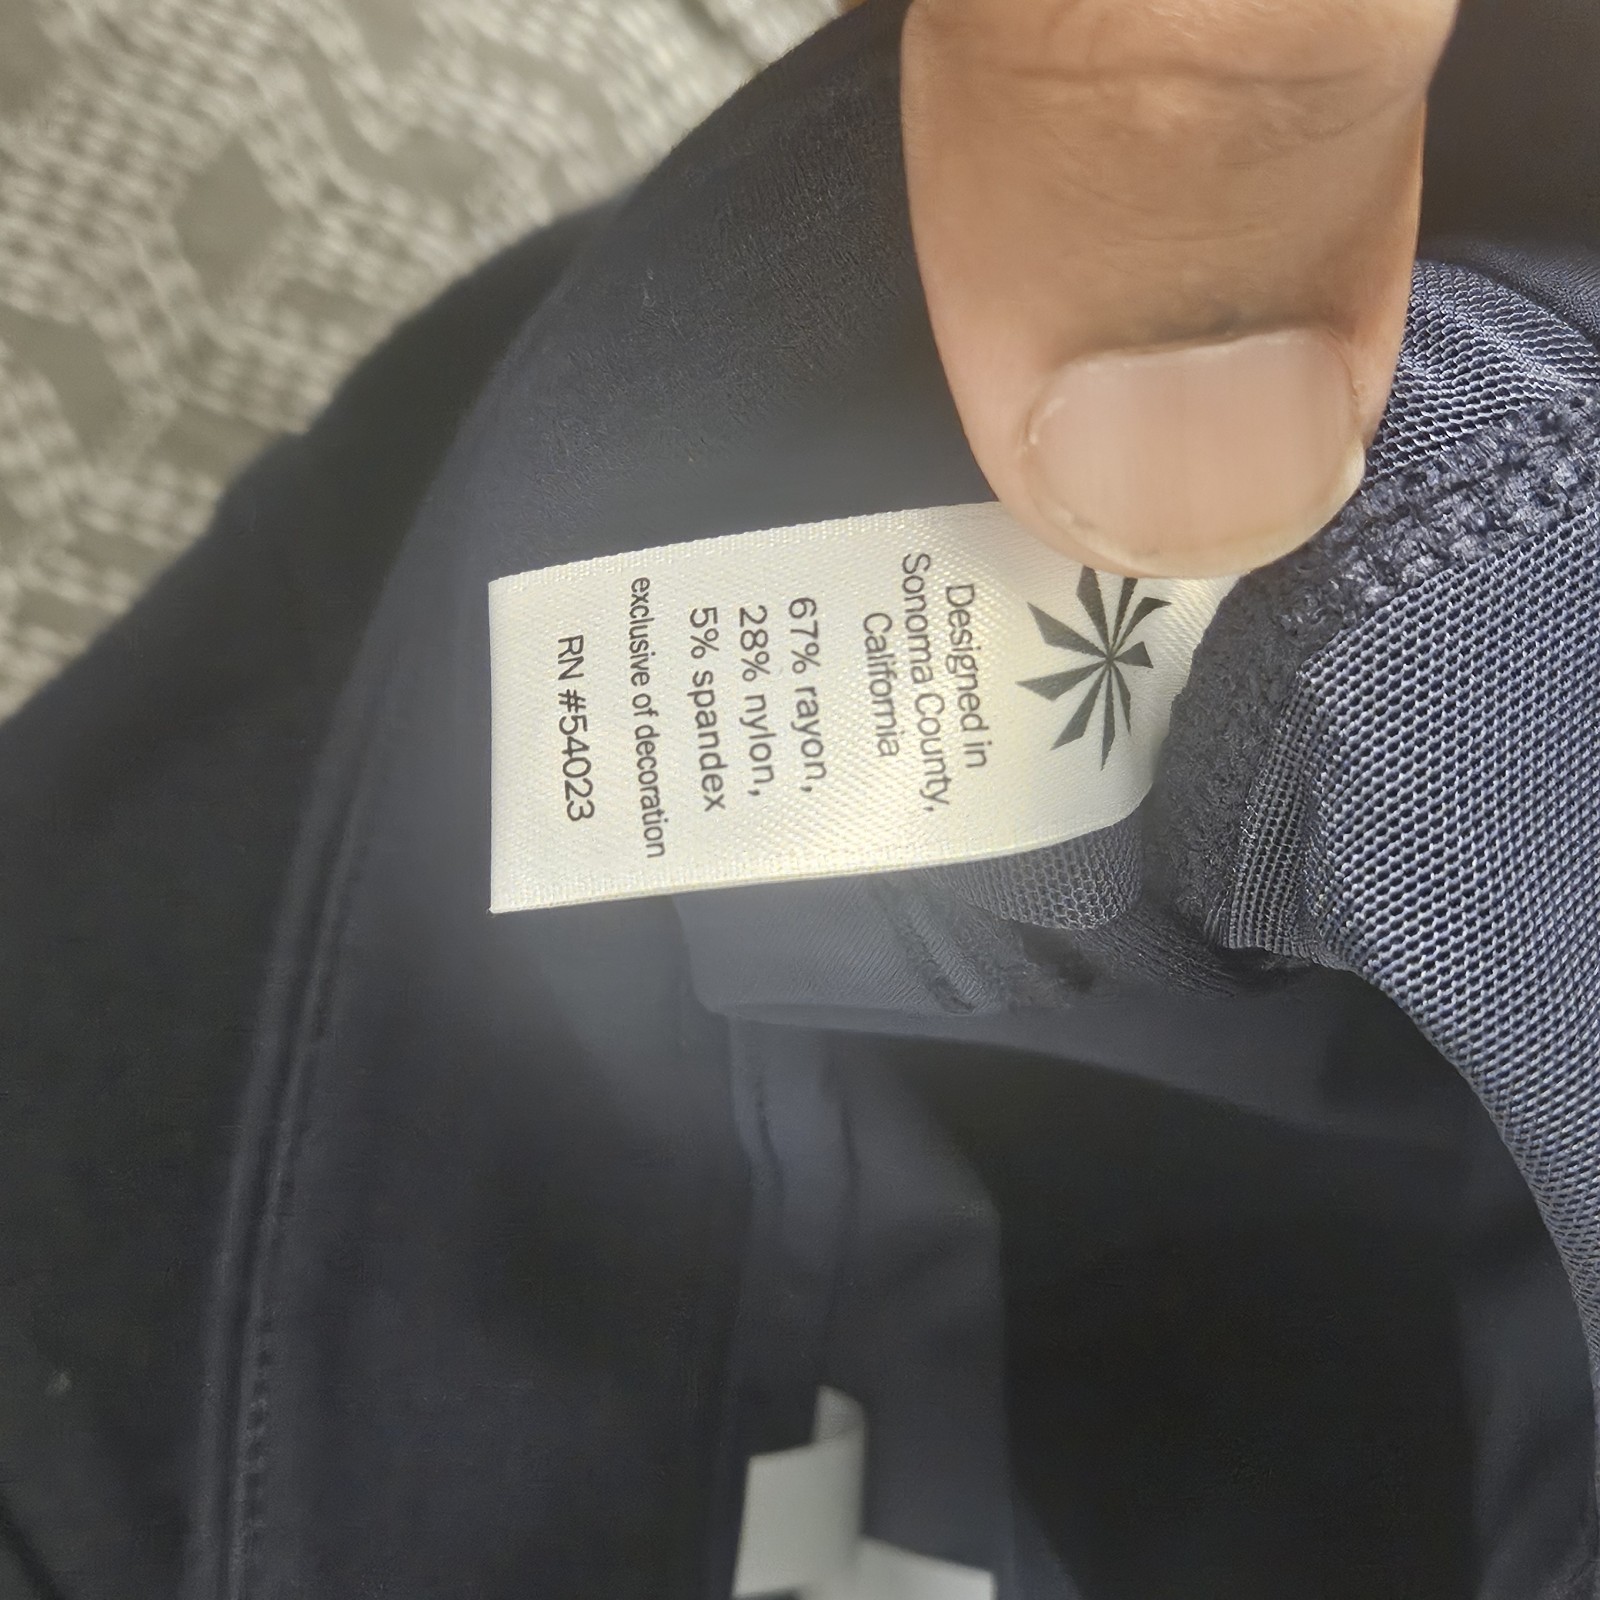 Designed in
Sonoma County,
California
67% rayon,
28% nylon,
5% spandex
exclusive of decoration
RN #54023